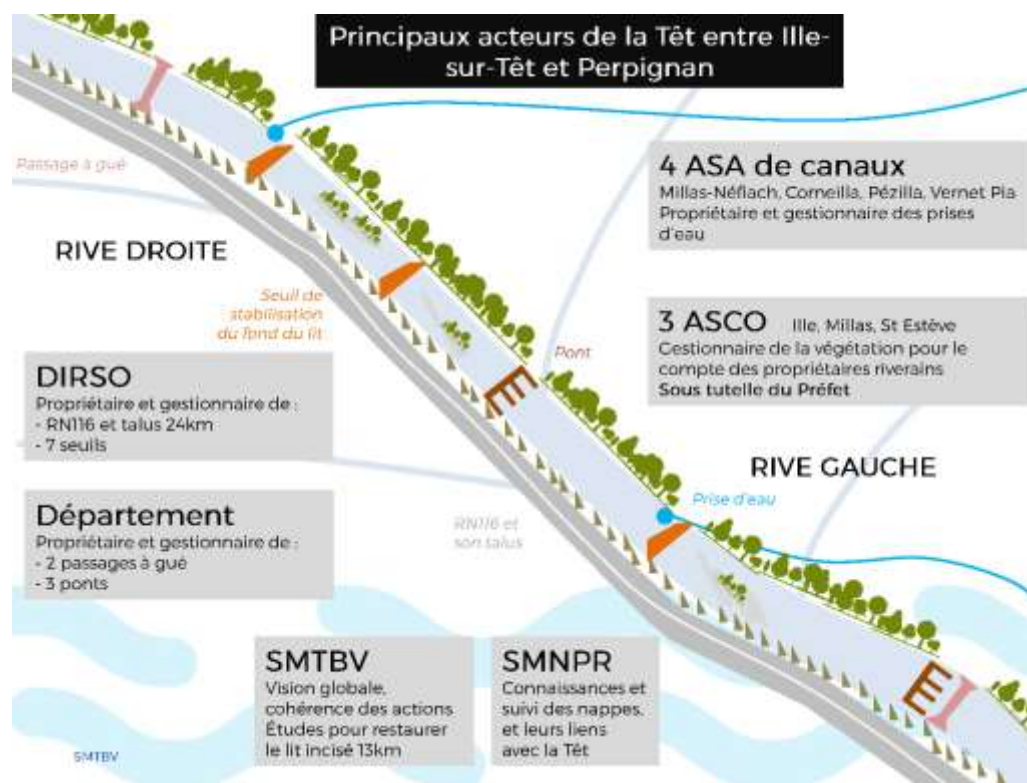 Principaux acteurs de la Têt entre Ille-
sur-Têt et Perpignan
Passage à gué
4 ASA de canaux
Millas-Néfiach, Corneilla, Pézilla, Vernet Pia
Propriétaire et gestionnaire des prises
d'eau
RIVE DROITE
Seuil de
stabilisation
du fond du lit
3 ASCO Ille, Millas, St Estève
Gestionnaire de la végétation pour le
compte des propriétaires riverains
Sous tutelle du Préfet
Pont
DIRSO
Propriétaire et gestionnaire de :
- RN116 et talus 24km
- 7 seuils
RIVE GAUCHE
Prise d'eau
Département
Propriétaire et gestionnaire de :
- 2 passages à gué
- 3 ponts
RN116 et
son talus
SMTBV
Vision globale,
cohérence des actions
Études pour restaurer
le lit incisé 13km
SMNPR
Connaissances et
suivi des nappes,
et leurs liens
avec la Têt
SMTBV